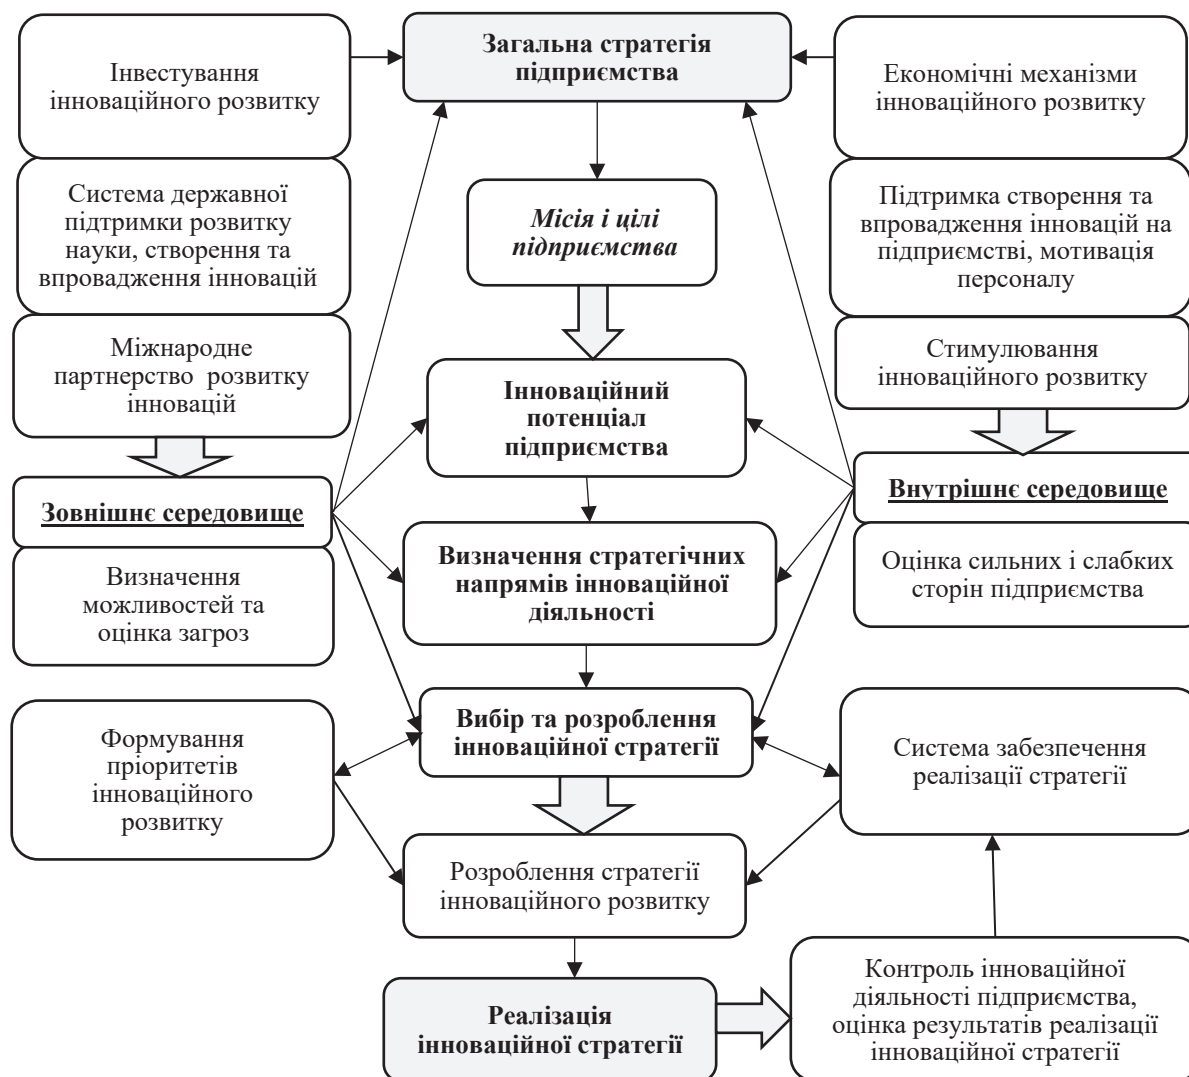 Інвестування
інноваційного розвитку
Загальна стратегія
підприємства
Економічні механізми
інноваційного розвитку
Система державної
підтримки розвитку
науки, створення та
впровадження інновацій
Місія і цілі
підприємства
Підтримка створення та
впровадження інновацій на
підприємстві, мотивація
персоналу
Міжнародне
партнерство розвитку
інновацій
Інноваційний
потенціал
підприємства
Стимулювання
інноваційного розвитку
Зовнішнє середовище
Внутрішнє середовище
Визначення
можливостей та
оцінка загроз
Визначення стратегічних
напрямів інноваційної
діяльності
Оцінка сильних і слабких
сторін підприємства
Формування
пріоритетів
інноваційного
розвитку
Вибір та розроблення
інноваційної стратегії
Система забезпечення
реалізації стратегії
Розроблення стратегії
інноваційного розвитку
Реалізація
інноваційної стратегії
Контроль інноваційної
діяльності підприємства,
оцінка результатів реалізації
інноваційної стратегії